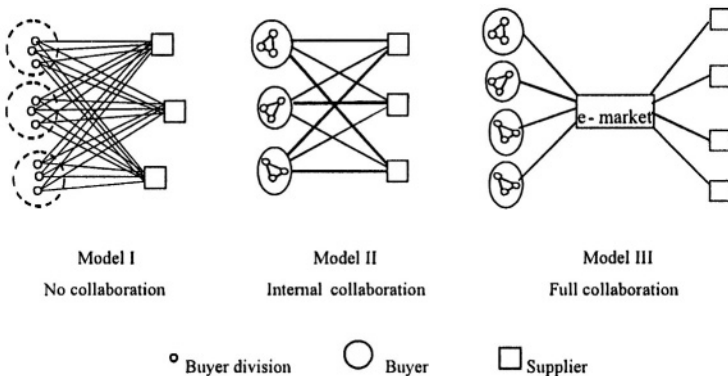 e - market
Model I
Model II
Model III
No collaboration
Internal collaboration
Full collaboration
Buyer division
Buyer
Supplier